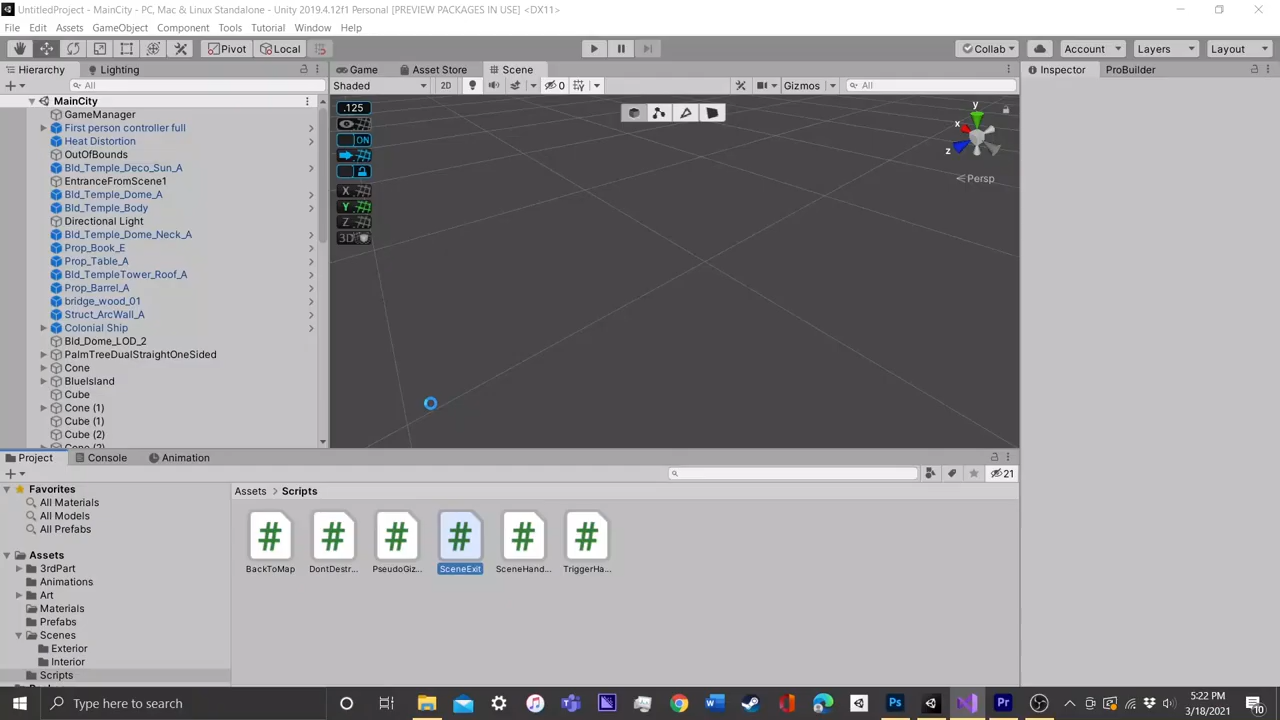 UntitledProject - MainCity - PC, Mac & Linux Standalone - Unity 2019.4.12f1 Personal [PREVIEW PACKAGES IN USE] <DX11>
File Edit Assets GameObject Component Tools Tutorial Window Help
Pivot Local Collab Account Layers Layout
Hierarchy Lighting Game Asset Store Scene Inspector ProBuilder
All Shaded 2D 0 Gizmos All
MainCity
GameManager
First person controller full
Heat Distortion
OutOfBounds
Bld_Temple_Deco_Sun_A
EntranceFromScene1
Bld_Temple_Dome_A
Bld_Temple_Body
Directional Light
Bld_Temple_Dome_Neck_A
Prop_Book_E
Prop_Table_A
Bld_TempleTower_Roof_A
Prop_Barrel_A
bridge_wood_01
Struct_ArcWall_A
Colonial Ship
Bld_Dome_LOD_2
PalmTreeDualStraightOneSided
Cone
BlueIsland
Cube
Cone (1)
Cube (1)
Cube (2)
Cone (2)
.125
ON
X
Y
Z
3D
y
x
z
Persp
Project Console Animation
21
Favorites
All Materials
All Models
All Prefabs
Assets
3rdPart
Animations
Art
Materials
Prefabs
Scenes
Exterior
Interior
Scripts
Assets > Scripts
BackToMap DontDestr... PseudoGiz... SceneExit SceneHand... TriggerHa...
Type here to search
5:22 PM
3/18/2021
10